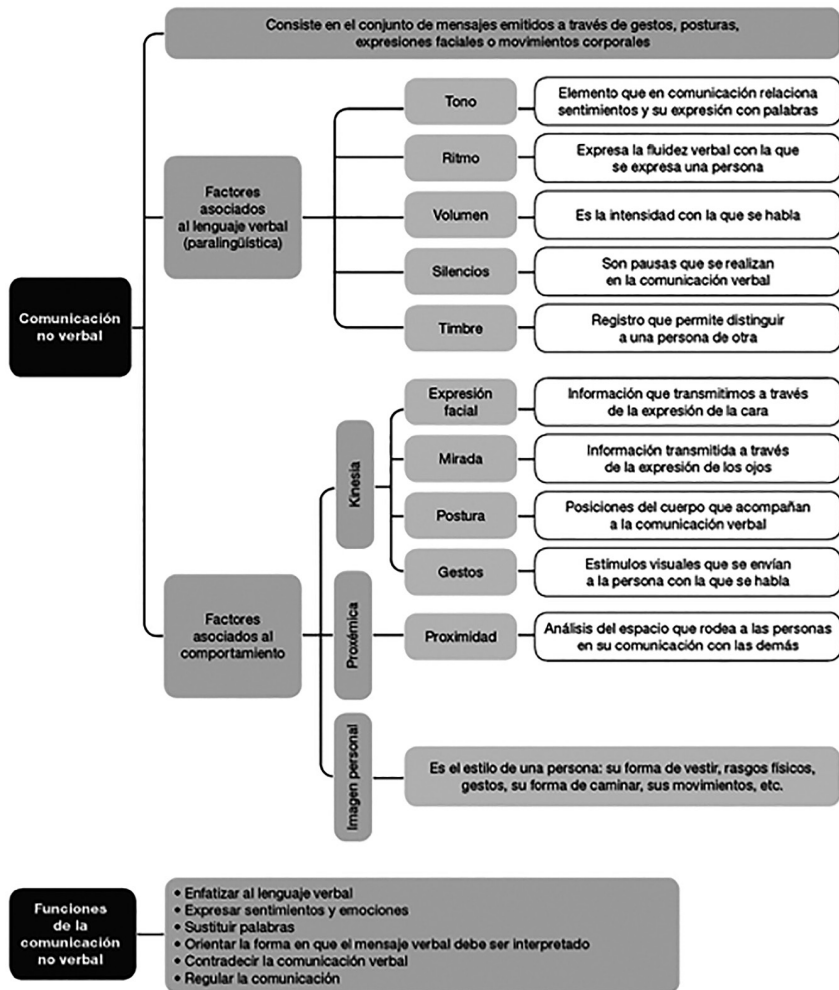 Consiste en el conjunto de mensajes emitidos a través de gestos, posturas,
expresiones faciales o movimientos corporales
Comunicación
no verbal
Factores
asociados
al lenguaje verbal
(paralingüística)
Tono
Elemento que en comunicación relaciona
sentimientos y su expresión con palabras
Ritmo
Expresa la fluidez verbal con la que
se expresa una persona
Volumen
Es la intensidad con la que se habla
Silencios
Son pausas que se realizan
en la comunicación verbal
Timbre
Registro que permite distinguir
a una persona de otra
Factores
asociados al
comportamiento
Kinesia
Expresión
facial
Información que transmitimos a través
de la expresión de la cara
Mirada
Información transmitida a través
de la expresión de los ojos
Postura
Posiciones del cuerpo que acompañan
a la comunicación verbal
Gestos
Estímulos visuales que se envían
a la persona con la que se habla
Proxémica
Proximidad
Análisis del espacio que rodea a las personas
en su comunicación con las demás
Imagen personal
Es el estilo de una persona: su forma de vestir, rasgos físicos,
gestos, su forma de caminar, sus movimientos, etc.
Funciones
de la
comunicación
no verbal
• Enfatizar al lenguaje verbal
• Expresar sentimientos y emociones
• Sustituir palabras
• Orientar la forma en que el mensaje verbal debe ser interpretado
• Contradecir la comunicación verbal
• Regular la comunicación